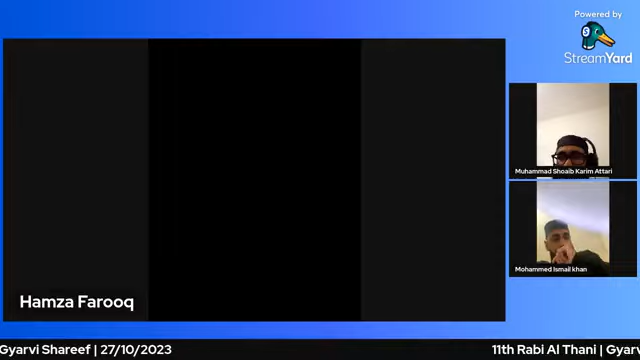 Powered by
StreamYard
Muhammad Shoaib Karim Attari
Mohammed Ismail khan
Hamza Farooq
Gyarvi Shareef | 27/10/2023
11th Rabi Al Thani | Gyarv